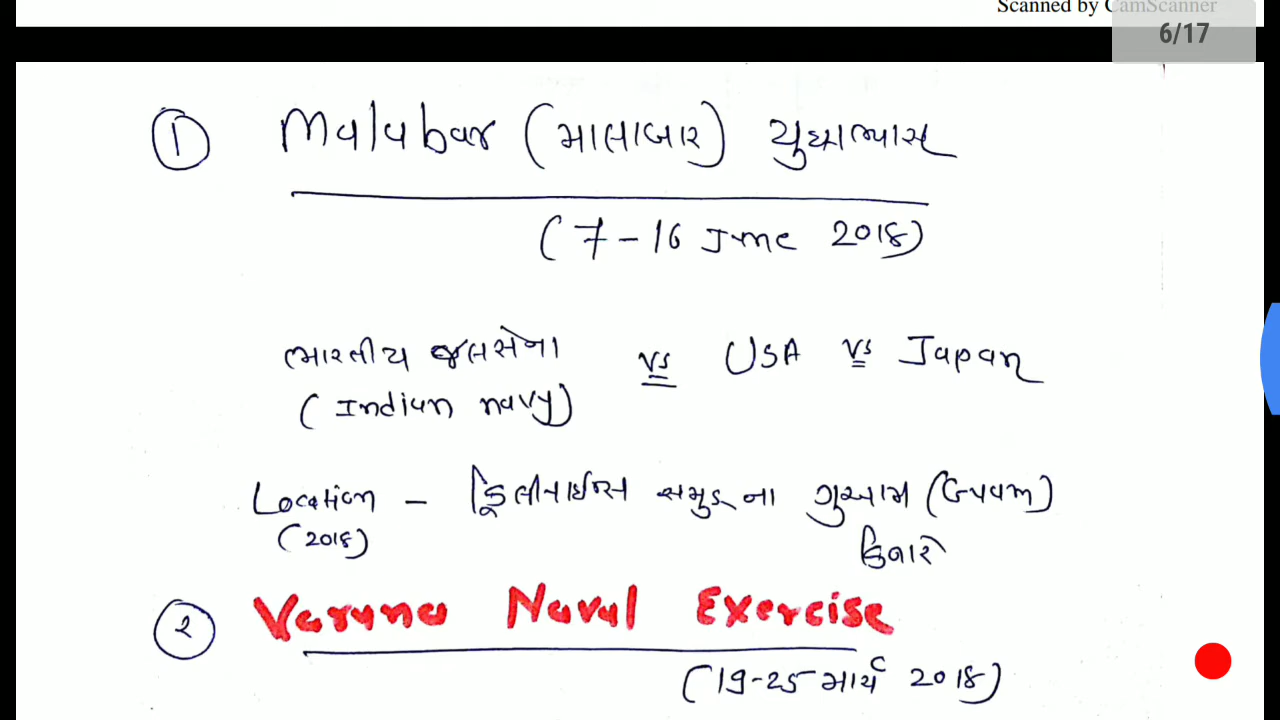 Scanned by CamScanner
6/17
① Malabar (માલાબાર) યુધ્ધાભ્યાસ
(7-16 June 2018)
ભારતીય જલસેના vs USA vs Japan
(Indian navy)
Location - ફિલીપાઈન્સ સમુદ્રના ગુઆમ (Guam)
(2018) કિનારે
② Varuna Naval Exercise
(19-25 માર્ચ 2018)